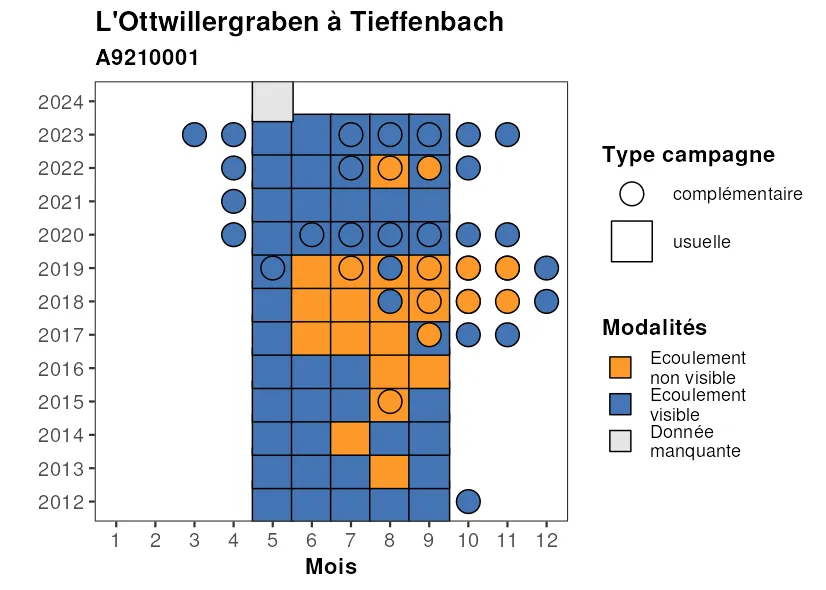 L'Ottwillergraben à Tieffenbach
A9210001
2024
2023
2022
2021
2020
2019
2018
2017
2016
2015
2014
2013
2012
1 2 3 4 5 6 7 8 9 10 11 12
Mois
Type campagne
complémentaire
usuelle
Modalités
Ecoulement
non visible
Ecoulement
visible
Donnée
manquante